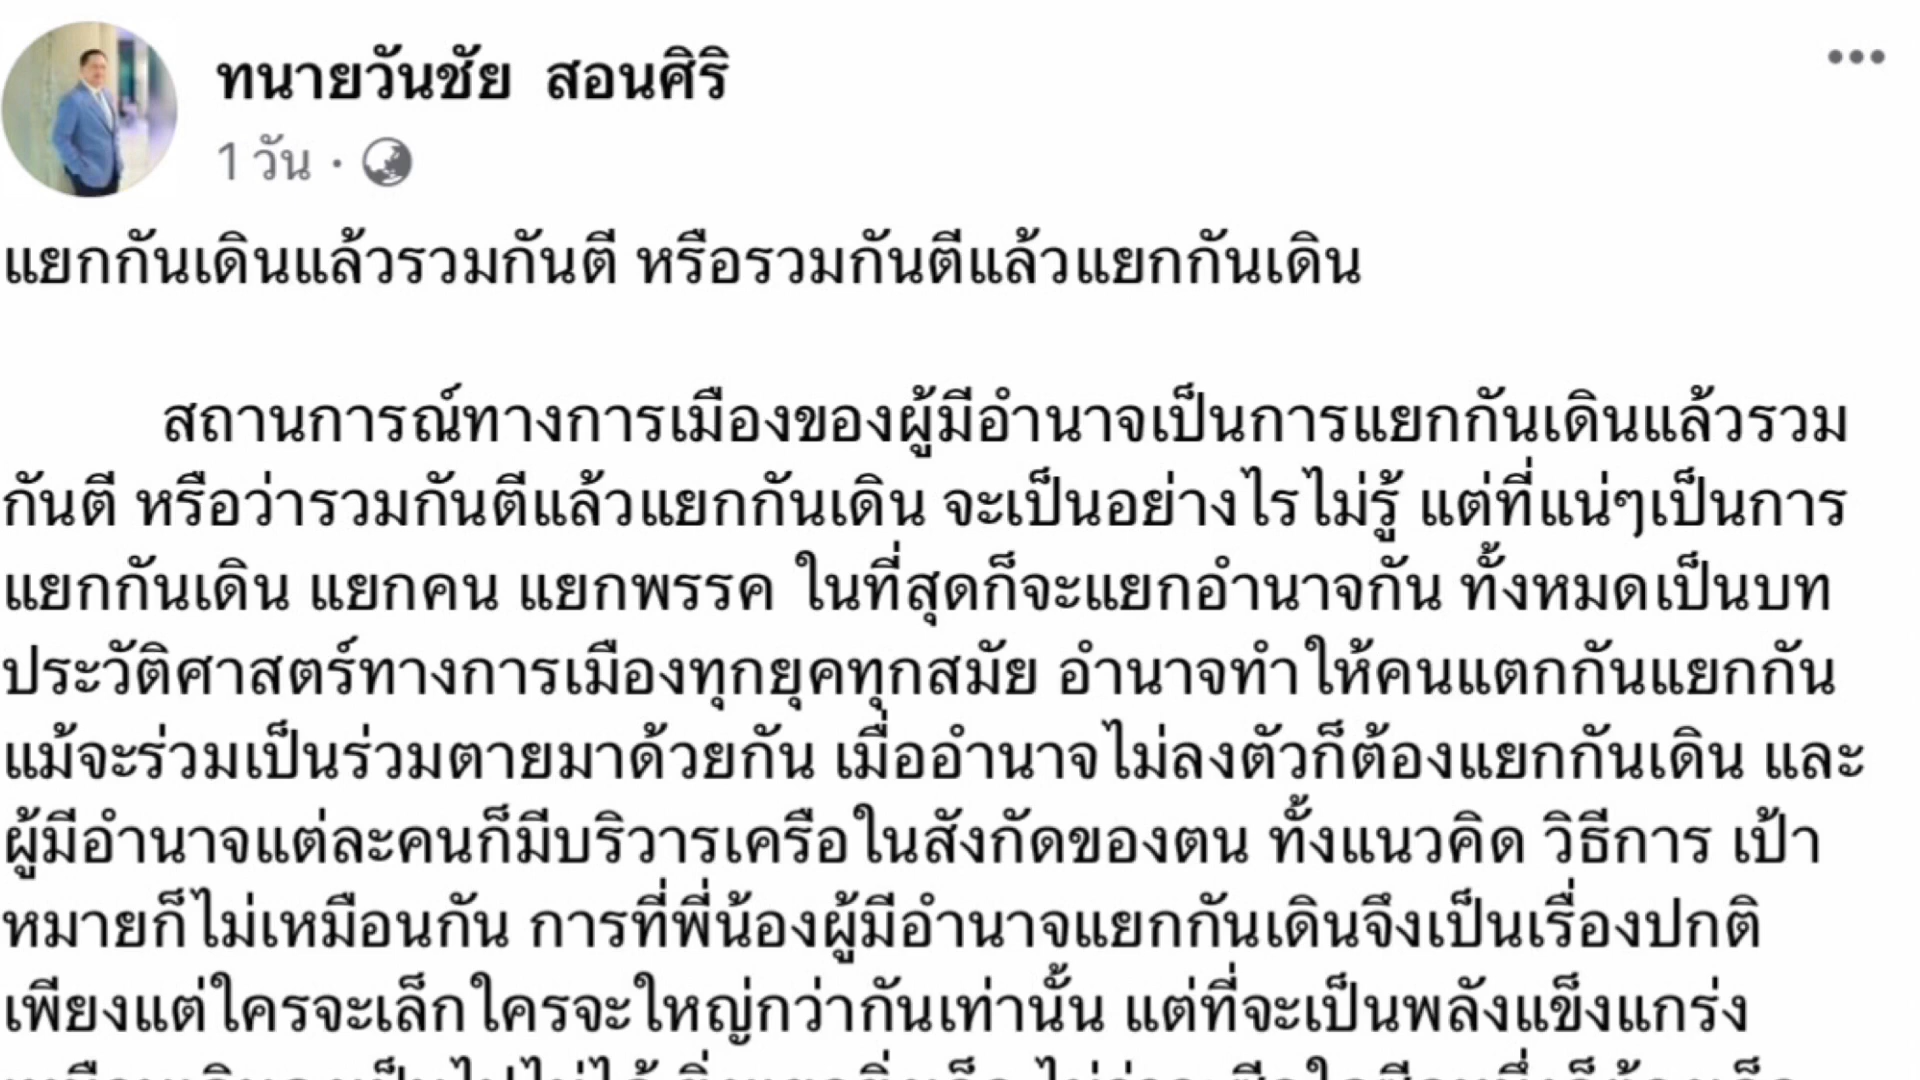 ทนายวันชัย สอนศิริ
1 วัน ·
แยกกันเดินแล้วรวมกันตี หรือรวมกันตีแล้วแยกกันเดิน
สถานการณ์ทางการเมืองของผู้มีอำนาจเป็นการแยกกันเดินแล้วรวม
กันตี หรือว่ารวมกันตีแล้วแยกกันเดิน จะเป็นอย่างไรไม่รู้ แต่ที่แน่ๆเป็นการ
แยกกันเดิน แยกคน แยกพรรค ในที่สุดก็จะแยกอำนาจกัน ทั้งหมดเป็นบท
ประวัติศาสตร์ทางการเมืองทุกยุคทุกสมัย อำนาจทำให้คนแตกกันแยกกัน
แม้จะร่วมเป็นร่วมตายมาด้วยกัน เมื่ออำนาจไม่ลงตัวก็ต้องแยกกันเดิน และ
ผู้มีอำนาจแต่ละคนก็มีบริวารเครือในสังกัดของตน ทั้งแนวคิด วิธีการ เป้า
หมายก็ไม่เหมือนกัน การที่พี่น้องผู้มีอำนาจแยกกันเดินจึงเป็นเรื่องปกติ
เพียงแต่ใครจะเล็กใครจะใหญ่กว่ากันเท่านั้น แต่ที่จะเป็นพลังแข็งแกร่ง